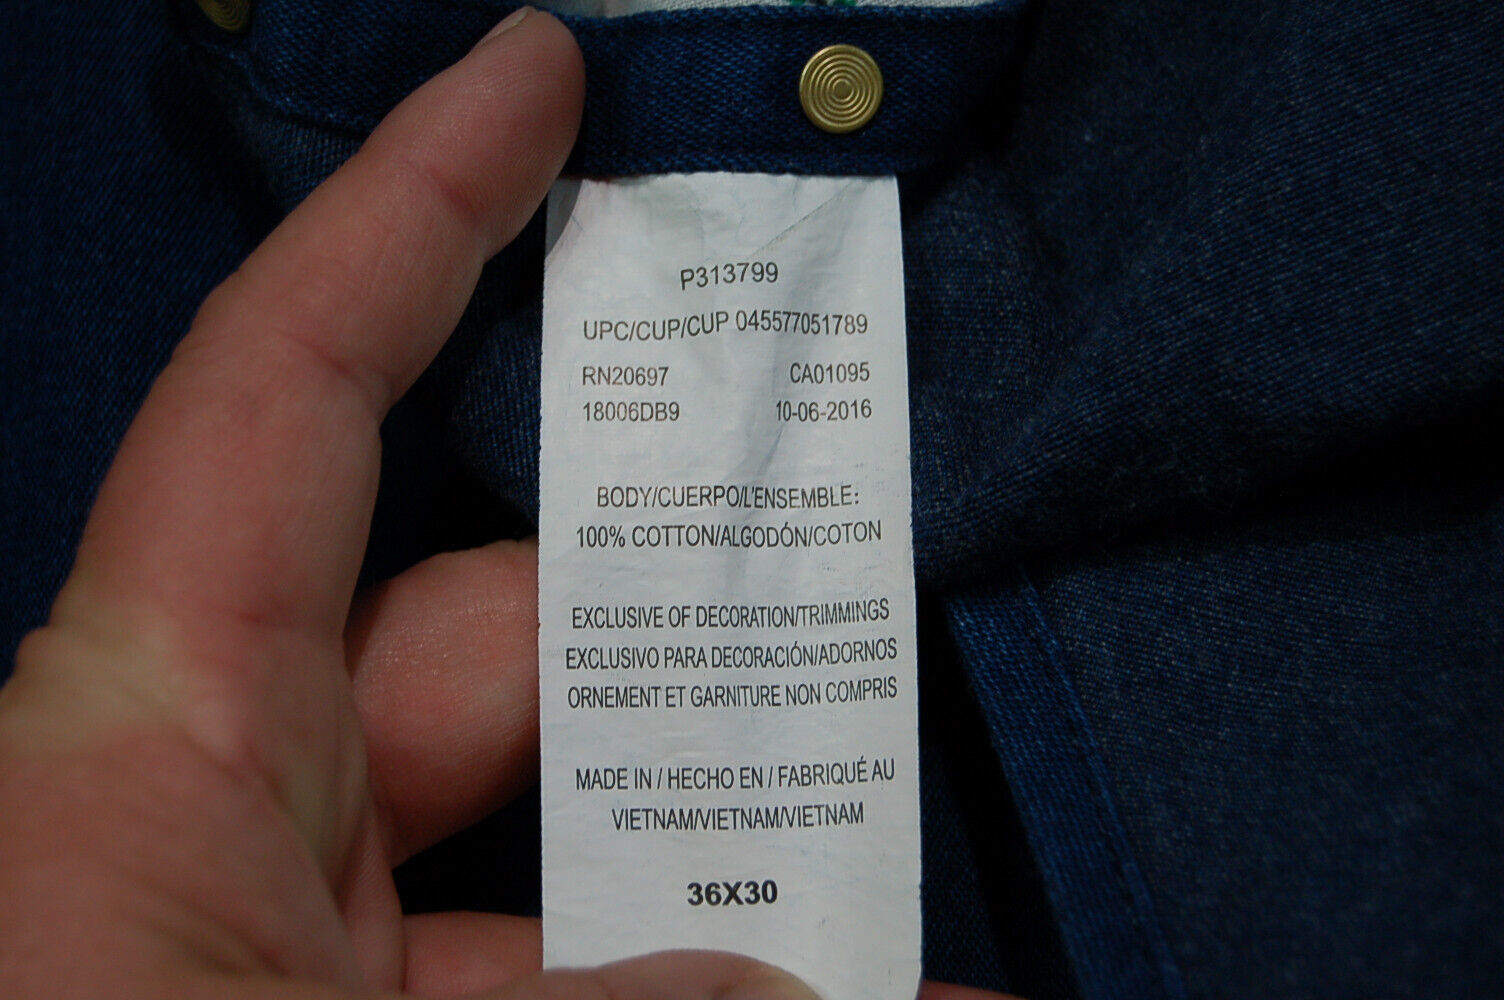 P313799
UPC/CUP/CUP 045577051789
RN20697 CA01095
18006DB9 10-06-2016
BODY/CUERPO/L'ENSEMBLE:
100% COTTON/ALGODÓN/COTON
EXCLUSIVE OF DECORATION/TRIMMINGS
EXCLUSIVO PARA DECORACIÓN/ADORNOS
ORNEMENT ET GARNITURE NON COMPRIS
MADE IN / HECHO EN / FABRIQUÉ AU
VIETNAM/VIETNAM/VIETNAM
36X30